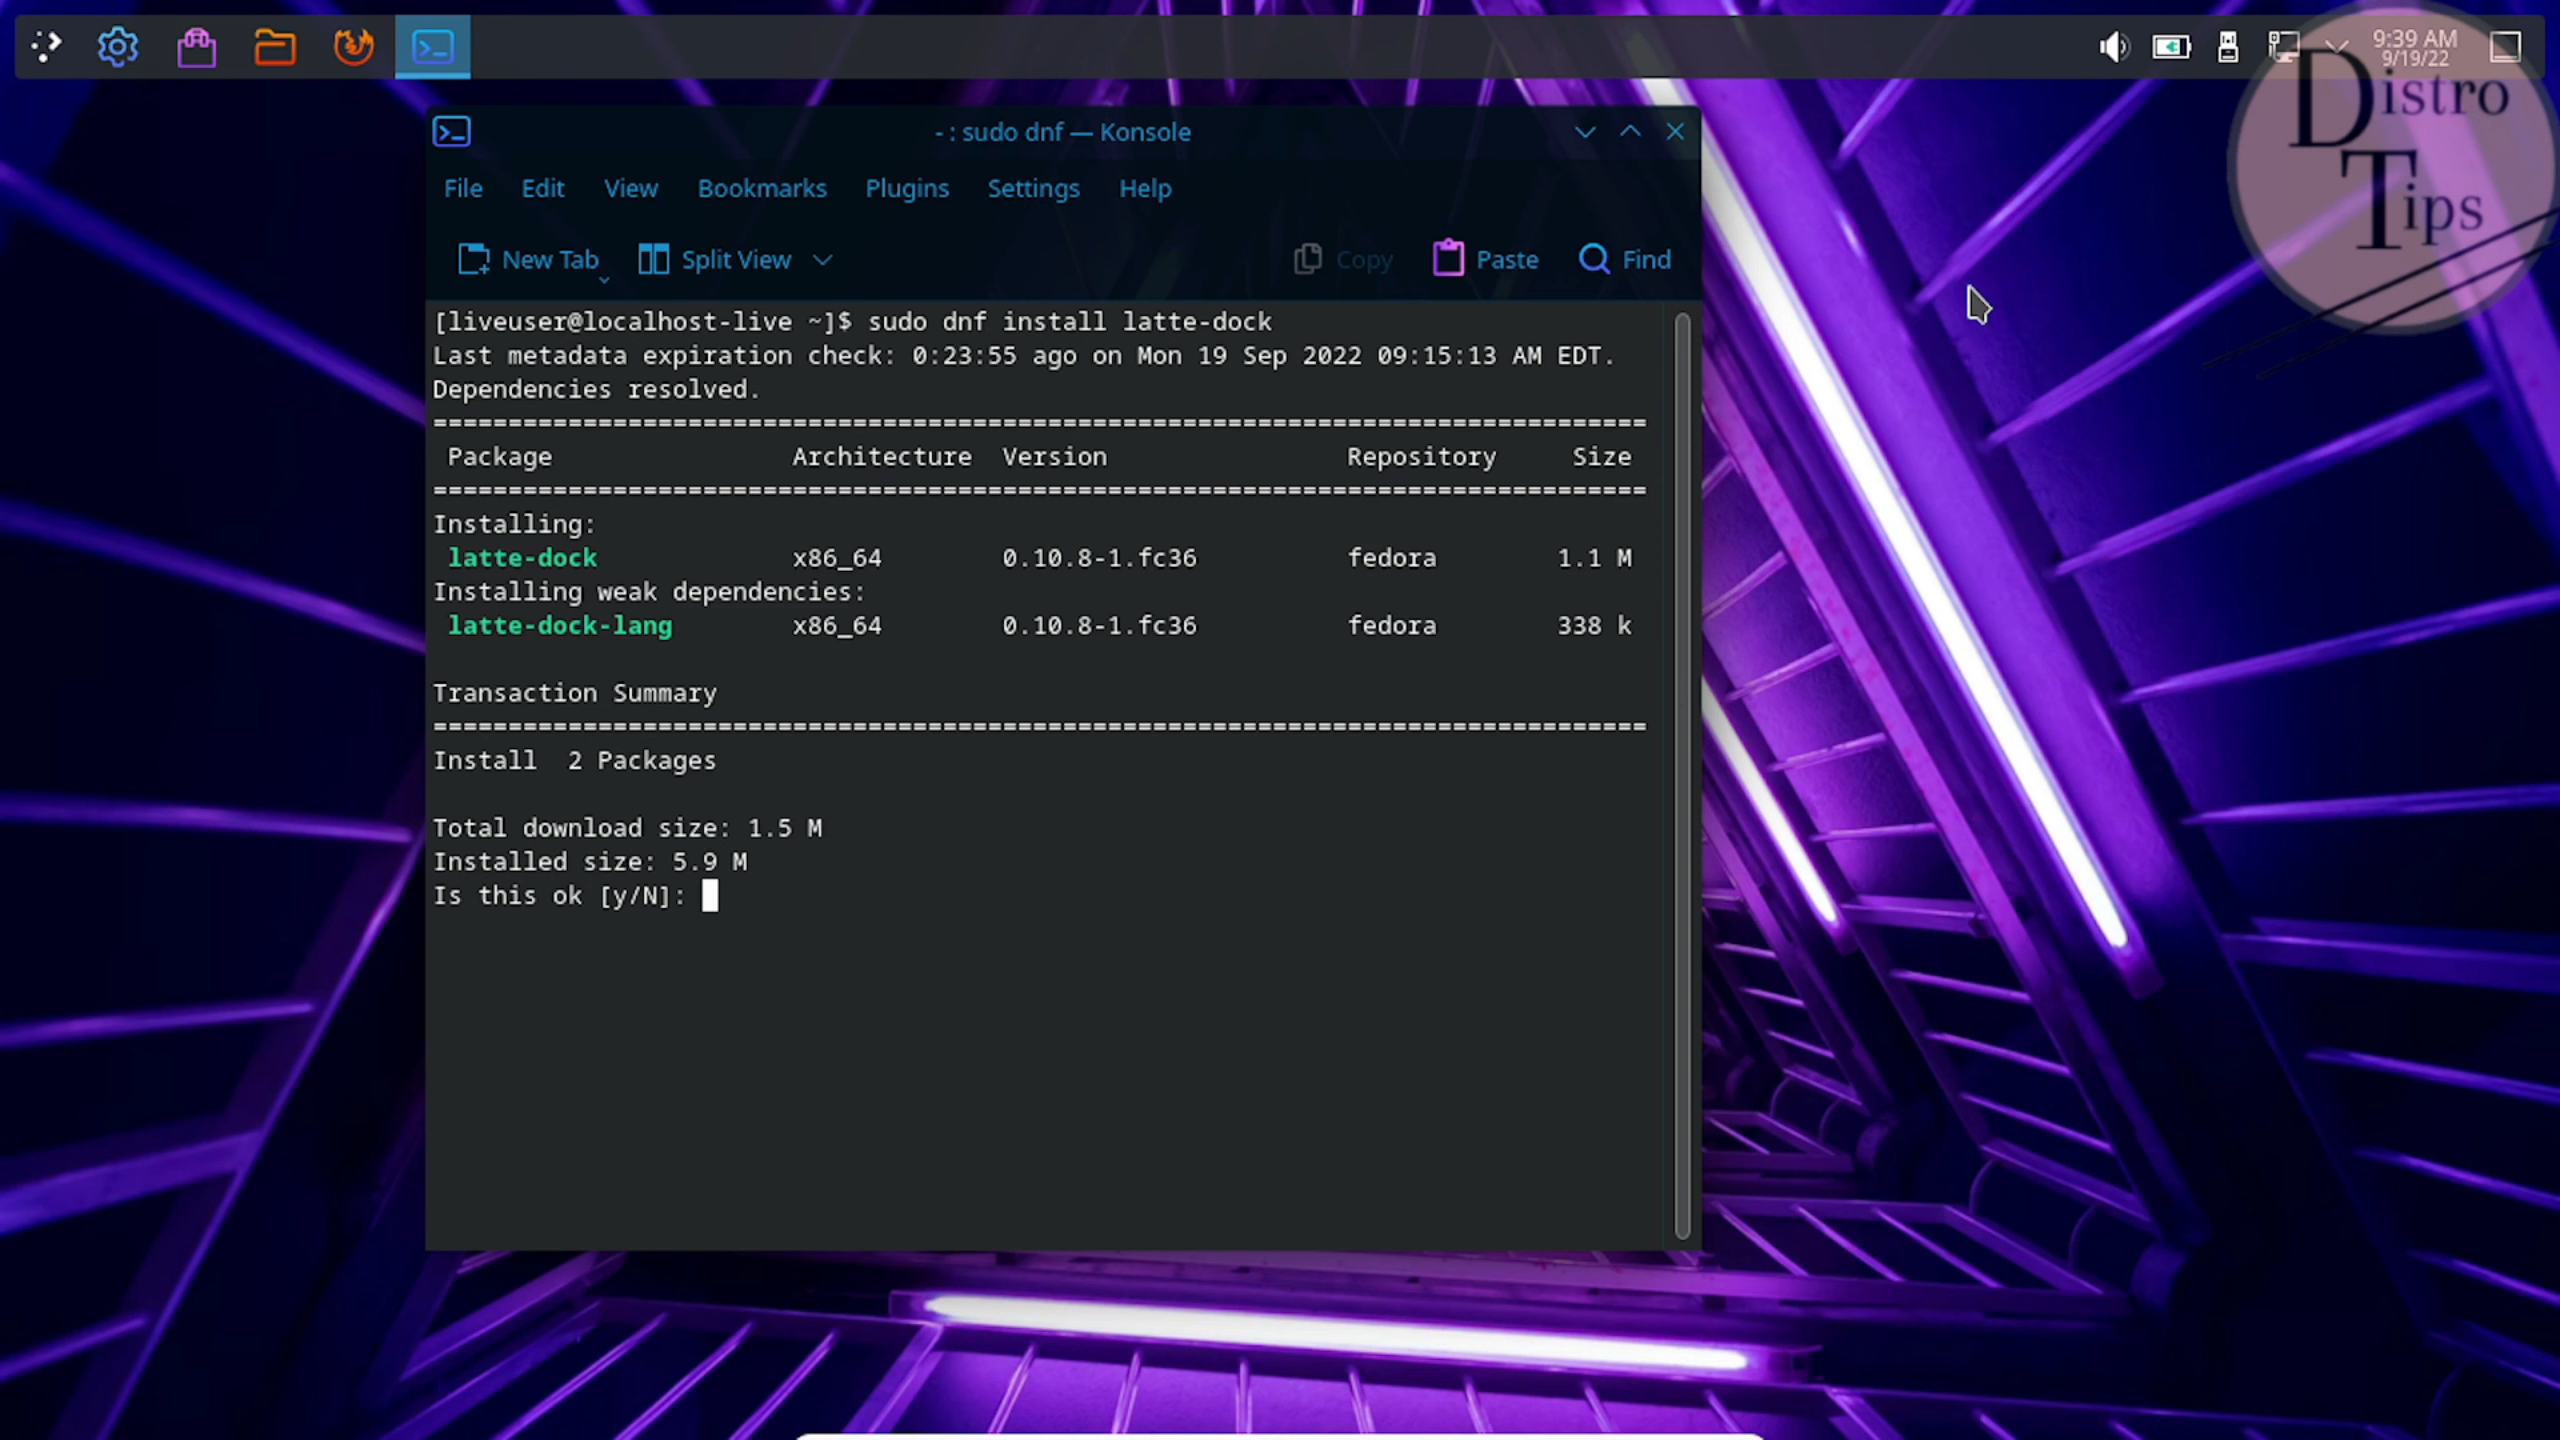 9:39 AM
9/19/22
Distro
Tips
- : sudo dnf — Konsole
File Edit View Bookmarks Plugins Settings Help
New Tab Split View Copy Paste Find
[liveuser@localhost-live ~]$ sudo dnf install latte-dock
Last metadata expiration check: 0:23:55 ago on Mon 19 Sep 2022 09:15:13 AM EDT.
Dependencies resolved.
================================================================================
Package Architecture Version Repository Size
================================================================================
Installing:
latte-dock x86_64 0.10.8-1.fc36 fedora 1.1 M
Installing weak dependencies:
latte-dock-lang x86_64 0.10.8-1.fc36 fedora 338 k
Transaction Summary
================================================================================
Install 2 Packages
Total download size: 1.5 M
Installed size: 5.9 M
Is this ok [y/N]: